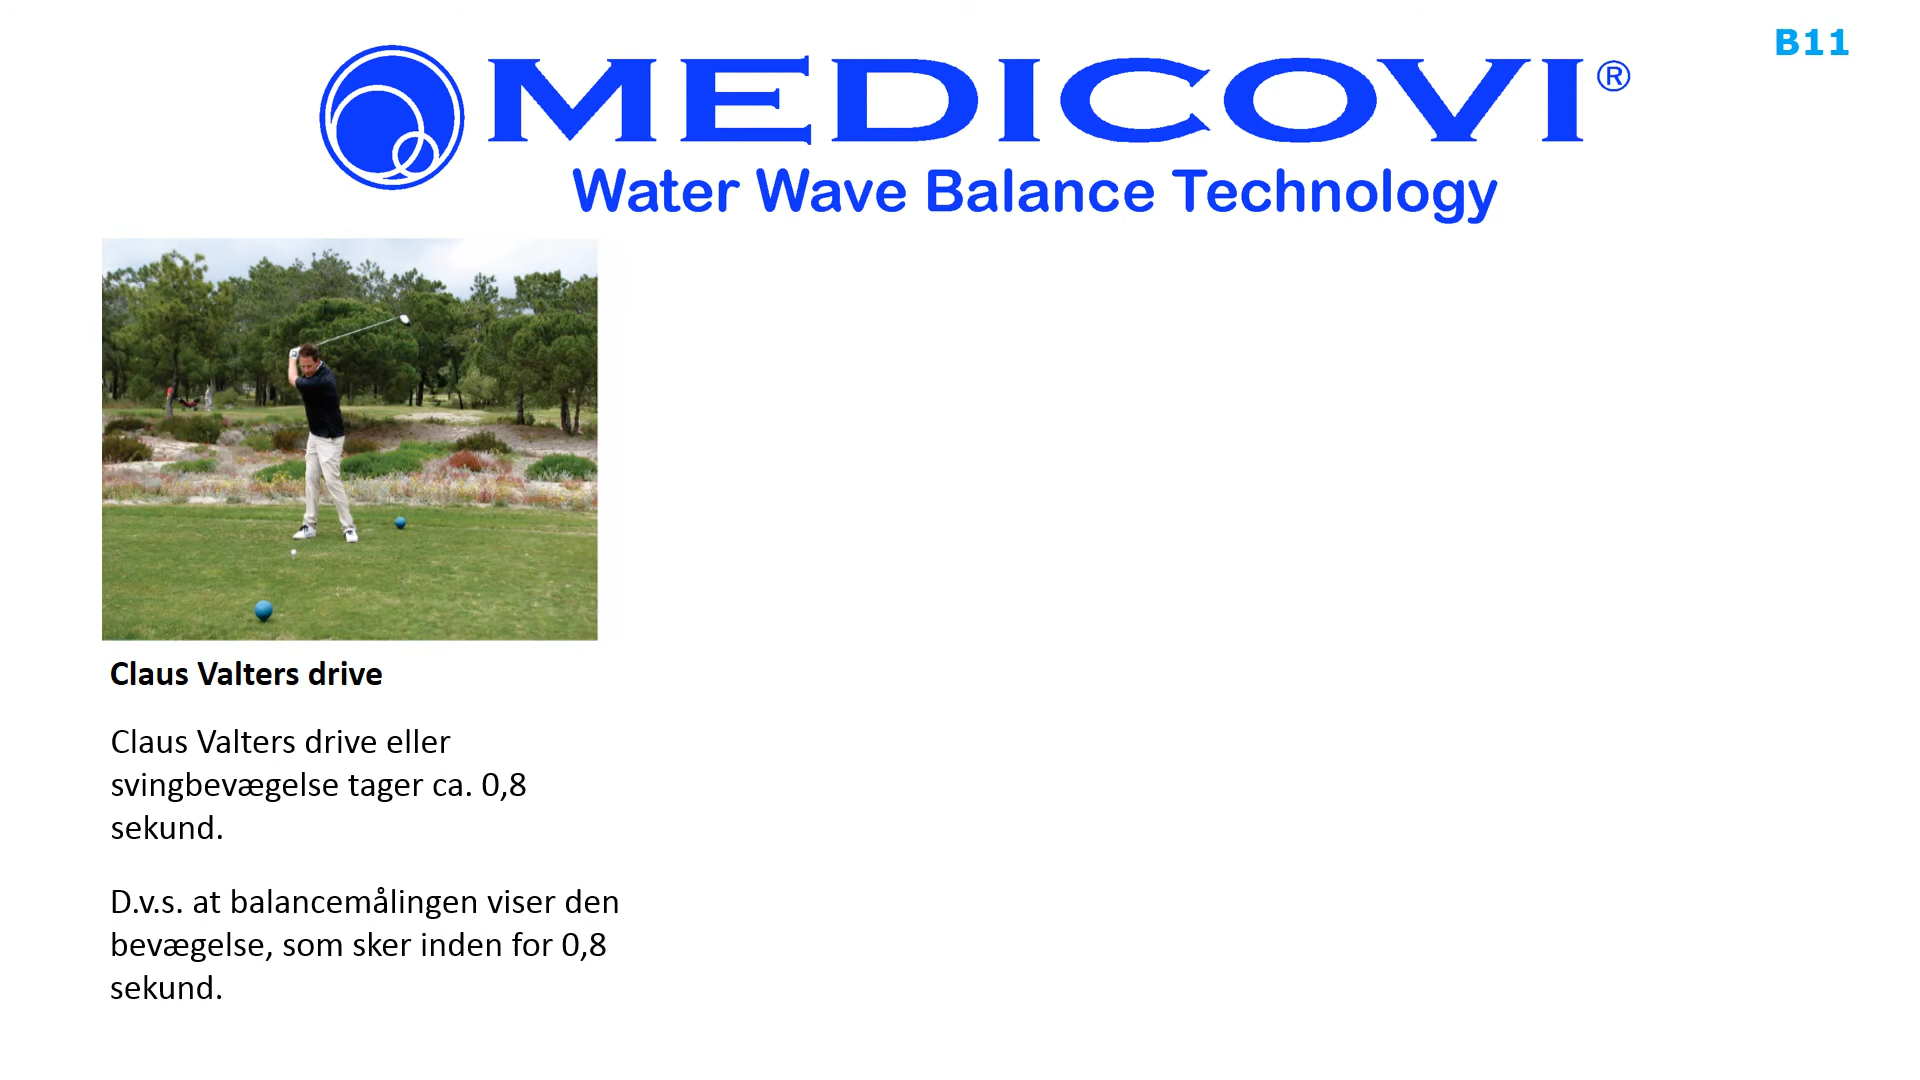 B11
MEDICOVI®
Water Wave Balance Technology
Claus Valters drive
Claus Valters drive eller
svingbevægelse tager ca. 0,8
sekund.
D.v.s. at balancemålingen viser den
bevægelse, som sker inden for 0,8
sekund.